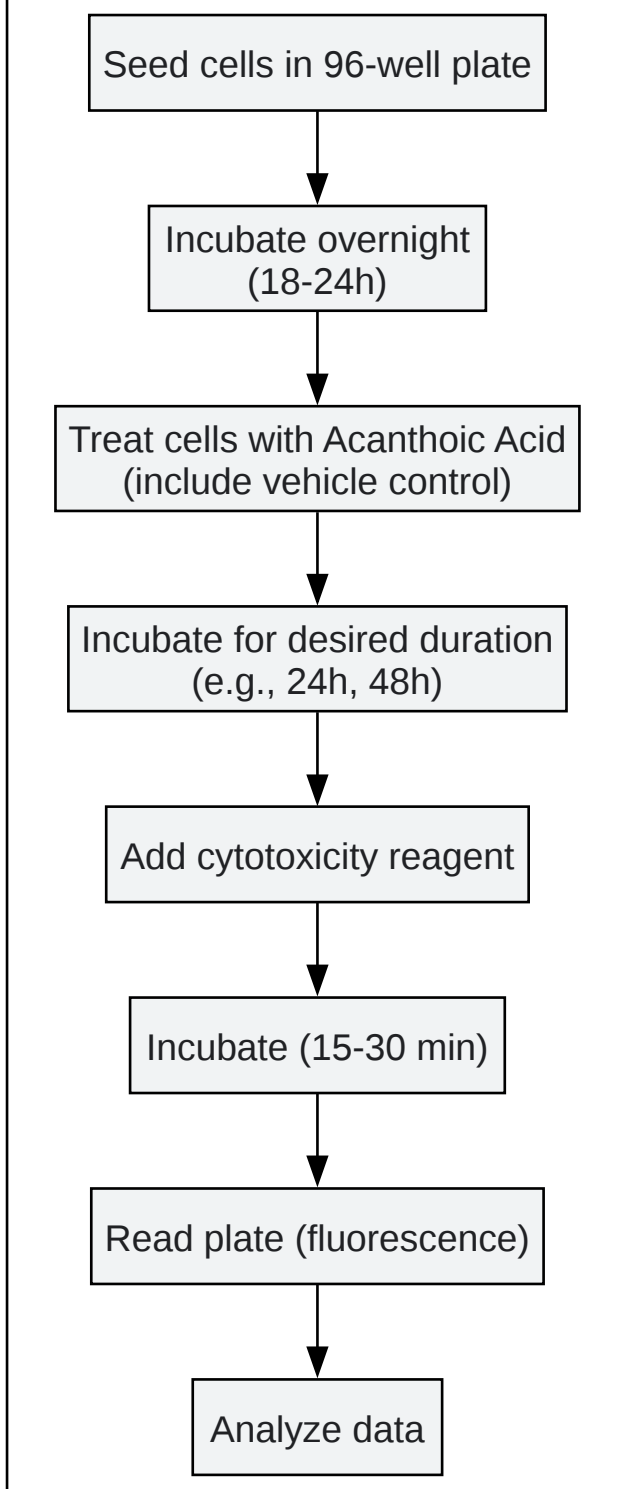 Seed cells in 96-well plate
Incubate overnight
(18-24h)
Treat cells with Acanthoic Acid
(include vehicle control)
Incubate for desired duration
(e.g., 24h, 48h)
Add cytotoxicity reagent
Incubate (15-30 min)
Read plate (fluorescence)
Analyze data